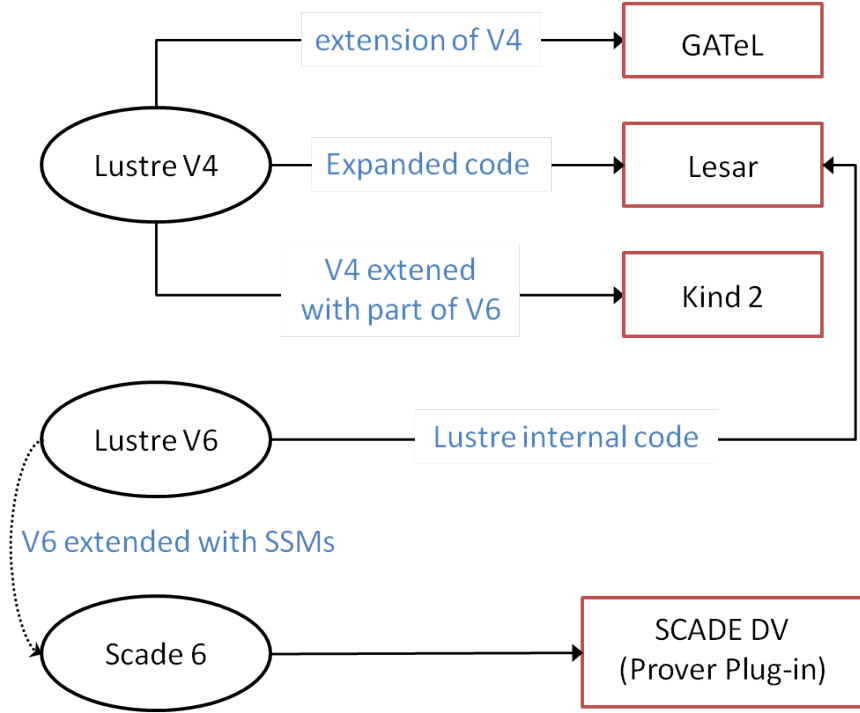 extension of V4
GATeL
Lustre V4
Expanded code
Lesar
V4 extened
with part of V6
Kind 2
Lustre V6
Lustre internal code
V6 extended with SSMs
Scade 6
SCADE DV
(Prover Plug-in)